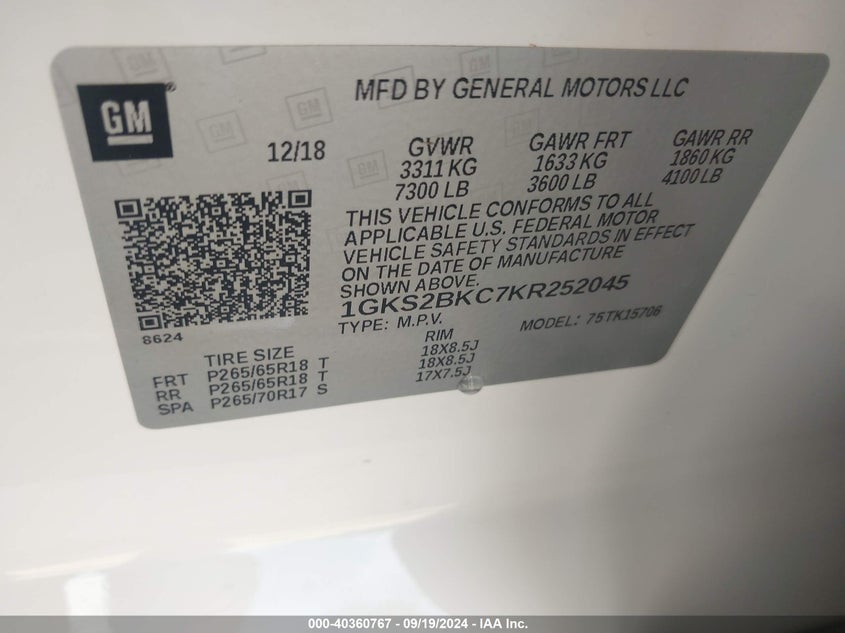 GM
®
MFD BY GENERAL MOTORS LLC
12/18
GVWR GAWR FRT GAWR RR
3311 KG 1633 KG 1860 KG
7300 LB 3600 LB 4100 LB
THIS VEHICLE CONFORMS TO ALL
APPLICABLE U.S. FEDERAL MOTOR
VEHICLE SAFETY STANDARDS IN EFFECT
ON THE DATE OF MANUFACTURE
SHOWN ABOVE.
1GKS2BKC7KR252045
TYPE: M.P.V. MODEL: 75TK15706
8624
TIRE SIZE RIM
FRT P265/65R18 T 18X8.5J
RR P265/65R18 T 18X8.5J
SPA P265/70R17 S 17X7.5J
000-40360767 - 09/19/2024 - IAA Inc.